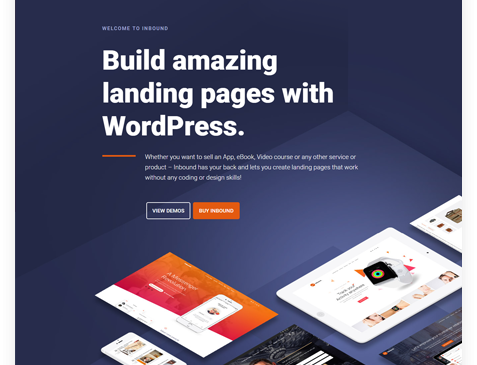 WELCOME TO INBOUND
Build amazing
landing pages with
WordPress.
Whether you want to sell an App, eBook, Video course or any other service or
product – Inbound has your back and lets you create landing pages that work
without any coding or design skills!
VIEW DEMOS
BUY INBOUND